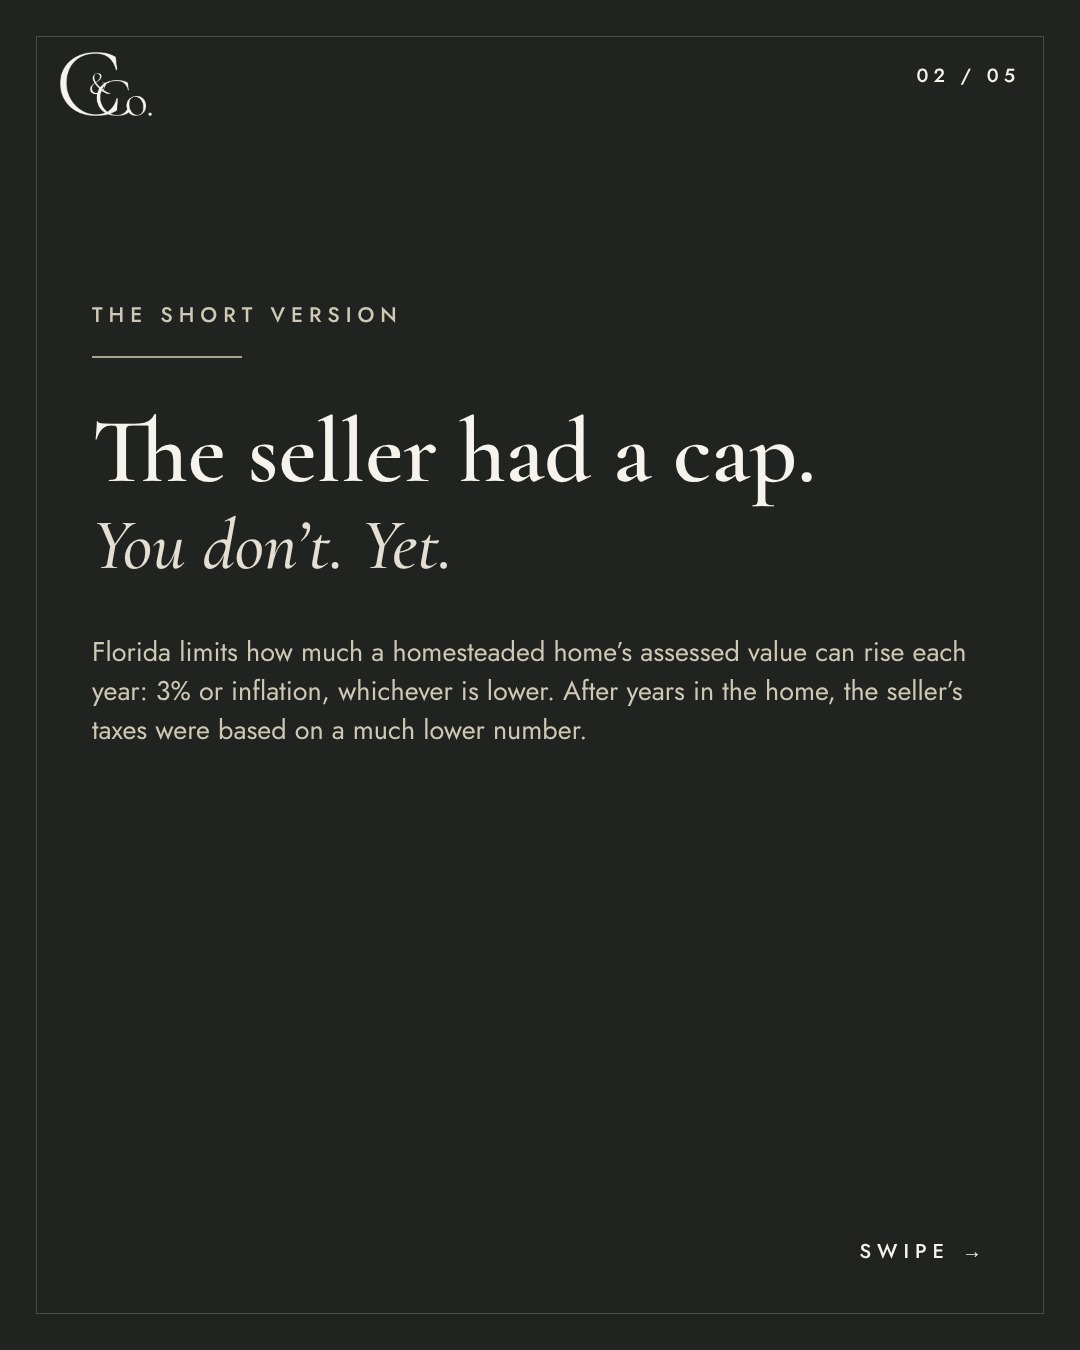 C&Co.
02 / 05
THE SHORT VERSION
The seller had a cap.
You don’t. Yet.
Florida limits how much a homesteaded home’s assessed value can rise each
year: 3% or inflation, whichever is lower. After years in the home, the seller’s
taxes were based on a much lower number.
SWIPE →